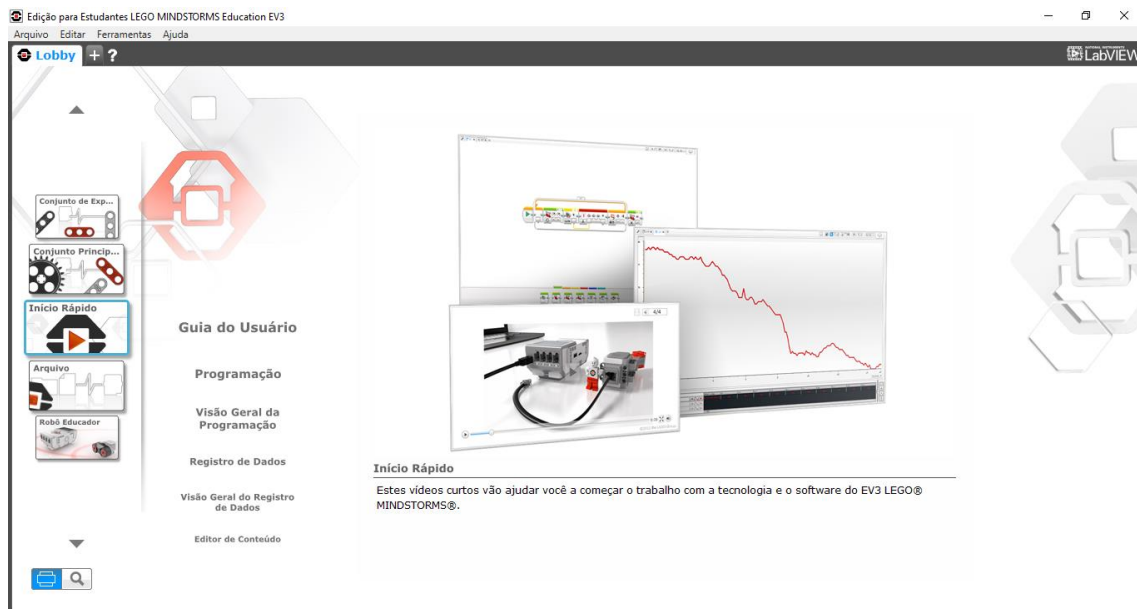 Edição para Estudantes LEGO MINDSTORMS Education EV3
Arquivo Editar Ferramentas Ajuda
Lobby + ?
LabVIEW
Conjunto de Exp...
Conjunto Princip...
Início Rápido
Arquivo
Robô Educador
Guia do Usuário
Programação
Visão Geral da
Programação
Registro de Dados
Visão Geral do Registro
de Dados
Editor de Conteúdo
4/6
Início Rápido
Estes vídeos curtos vão ajudar você a começar o trabalho com a tecnologia e o software do EV3 LEGO®
MINDSTORMS®.